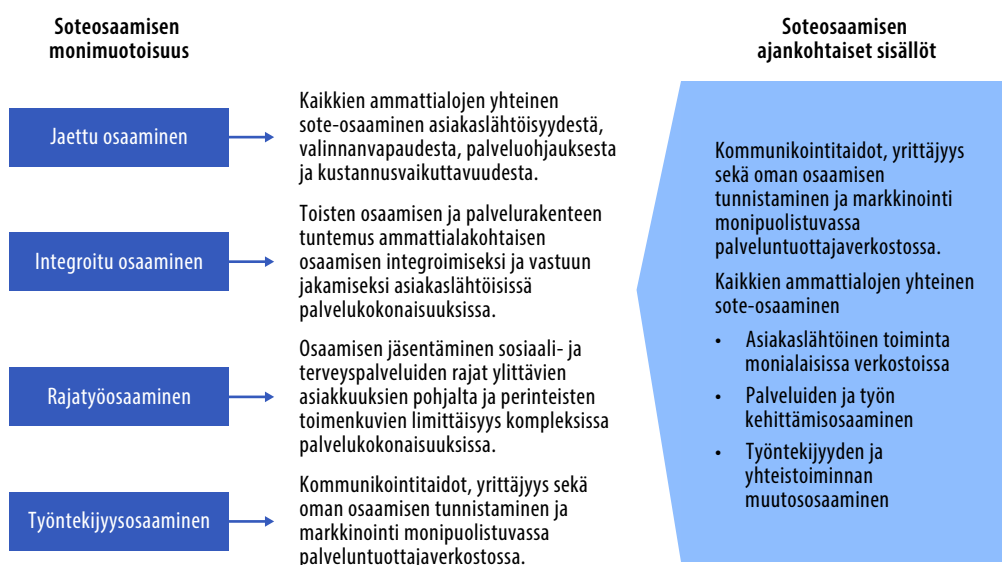 Soteosaamisen
monimuotoisuus
Jaettu osaaminen
Kaikkien ammattialojen yhteinen
sote-osaaminen asiakaslähtöisyydestä,
valinnanvapaudesta, palveluohjauksesta
ja kustannusvaikuttavuudesta.
Integroitu osaaminen
Toisten osaamisen ja palvelurakenteen
tuntemus ammattialakohtaisen
osaamisen integroimiseksi ja vastuun
jakamiseksi asiakaslähtöisissä
palvelukokonaisuuksissa.
Rajatyöosaaminen
Osaamisen jäsentäminen sosiaali- ja
terveyspalveluiden rajat ylittävien
asiakkuuksien pohjalta ja perinteisten
toimenkuvien limittäisyys kompleksissa
palvelukokonaisuuksissa.
Työntekijyysosaaminen
Kommunikointitaidot, yrittäjyys sekä
oman osaamisen tunnistaminen ja
markkinointi monipuolistuvassa
palveluntuottajaverkostossa.
Soteosaamisen
ajankohtaiset sisällöt
Kommunikointitaidot, yrittäjyys
sekä oman osaamisen
tunnistaminen ja markkinointi
monipuolistuvassa
palveluntuottajaverkostossa.
Kaikkien ammattialojen yhteinen
sote-osaaminen
• Asiakaslähtöinen toiminta
monialaisissa verkostoissa
• Palveluiden ja työn
kehittämisosaaminen
• Työntekijyyden ja
yhteistoiminnan
muutososaaminen